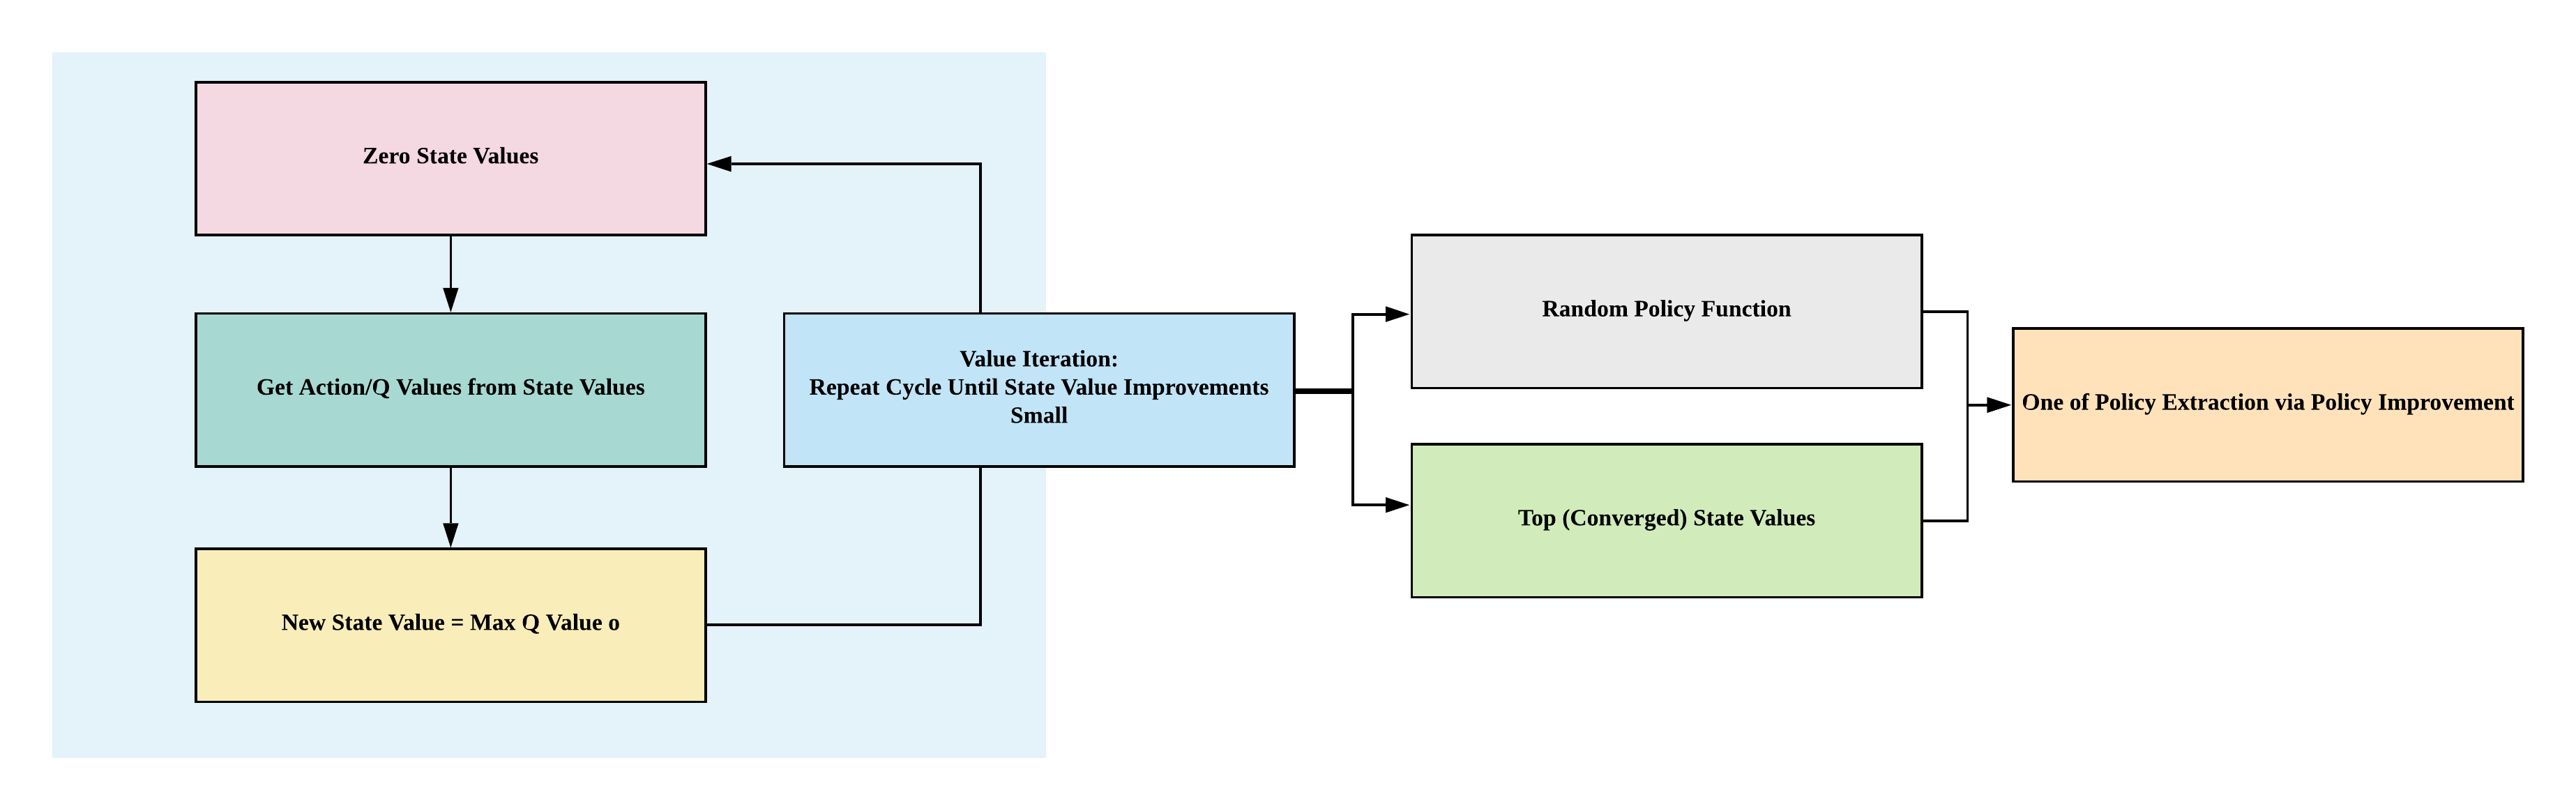 Zero State Values
Get Action/Q Values from State Values
New State Value = Max Q Value o
Value Iteration:
Repeat Cycle Until State Value Improvements
Small
Random Policy Function
Top (Converged) State Values
One of Policy Extraction via Policy Improvement